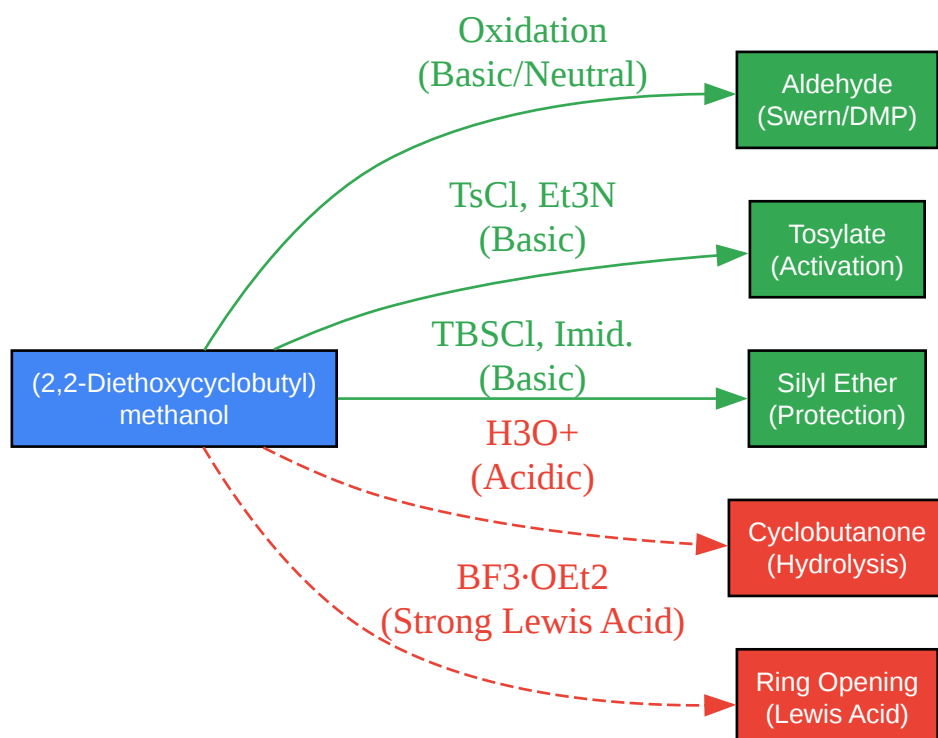 Oxidation
(Basic/Neutral)
Aldehyde
(Swern/DMP)
TsCl, Et3N
(Basic)
Tosylate
(Activation)
TBSCl, Imid.
(Basic)
Silyl Ether
(Protection)
(2,2-Diethoxycyclobutyl)
methanol
H3O+
(Acidic)
Cyclobutanone
(Hydrolysis)
BF3·OEt2
(Strong Lewis Acid)
Ring Opening
(Lewis Acid)